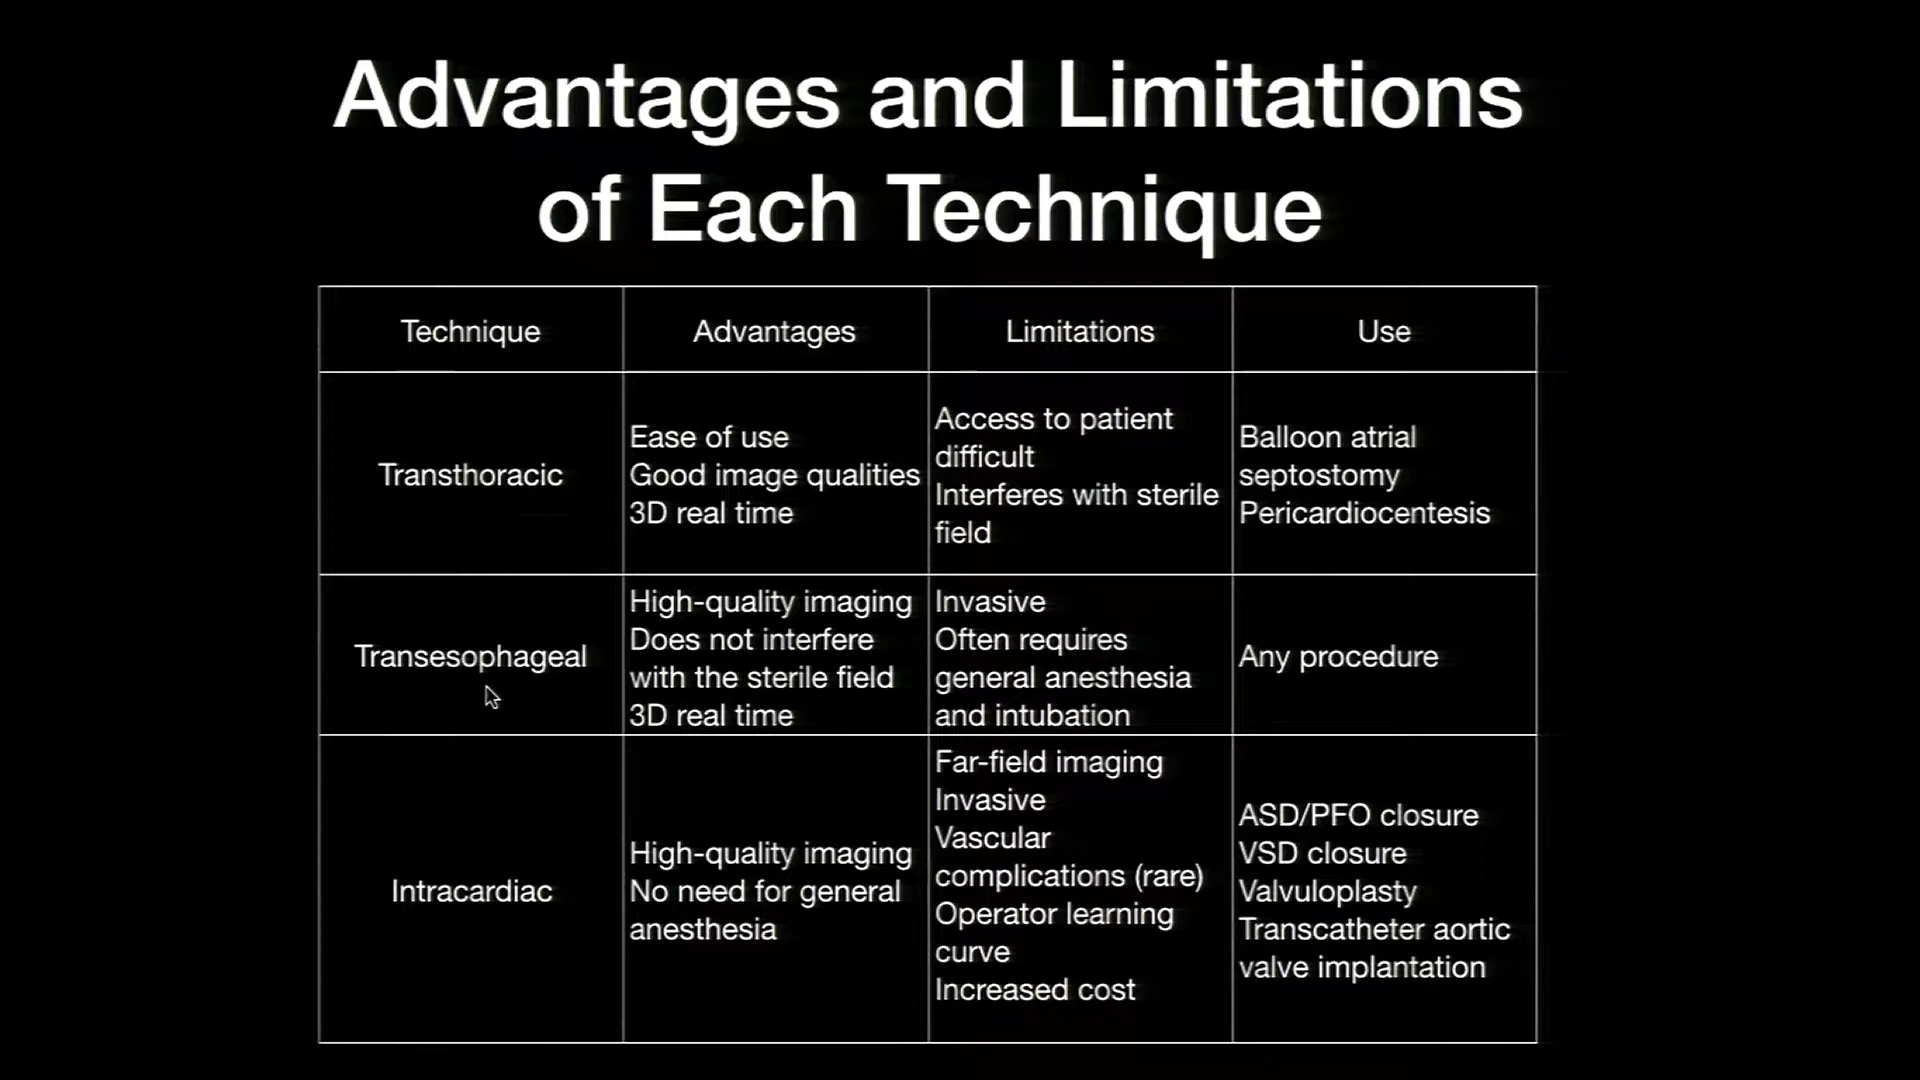 Advantages and Limitations
of Each Technique
Technique
Advantages
Limitations
Use
Transthoracic
Ease of use
Good image qualities
3D real time
Access to patient
difficult
Interferes with sterile
field
Balloon atrial
septostomy
Pericardiocentesis
Transesophageal
High-quality imaging
Does not interfere
with the sterile field
3D real time
Invasive
Often requires
general anesthesia
and intubation
Any procedure
Intracardiac
High-quality imaging
No need for general
anesthesia
Far-field imaging
Invasive
Vascular
complications (rare)
Operator learning
curve
Increased cost
ASD/PFO closure
VSD closure
Valvuloplasty
Transcatheter aortic
valve implantation